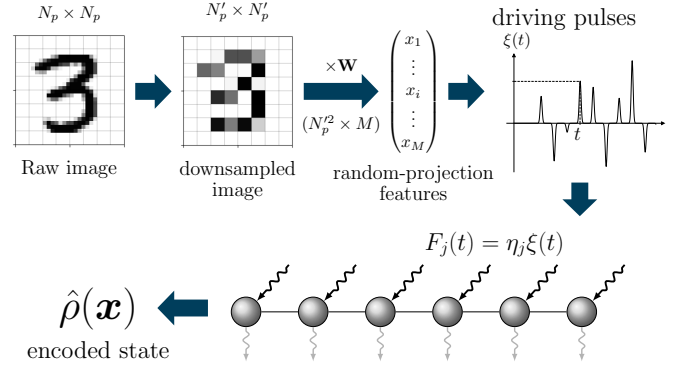 N_p × N_p
N'_p × N'_p
driving pulses
ξ(t)
×W
(N'^2_p × M)
x_1
⋮
x_i
⋮
x_M
t
Raw image
downsampled
image
random-projection
features
F_j(t) = η_jξ(t)
ρ̂(x)
encoded state